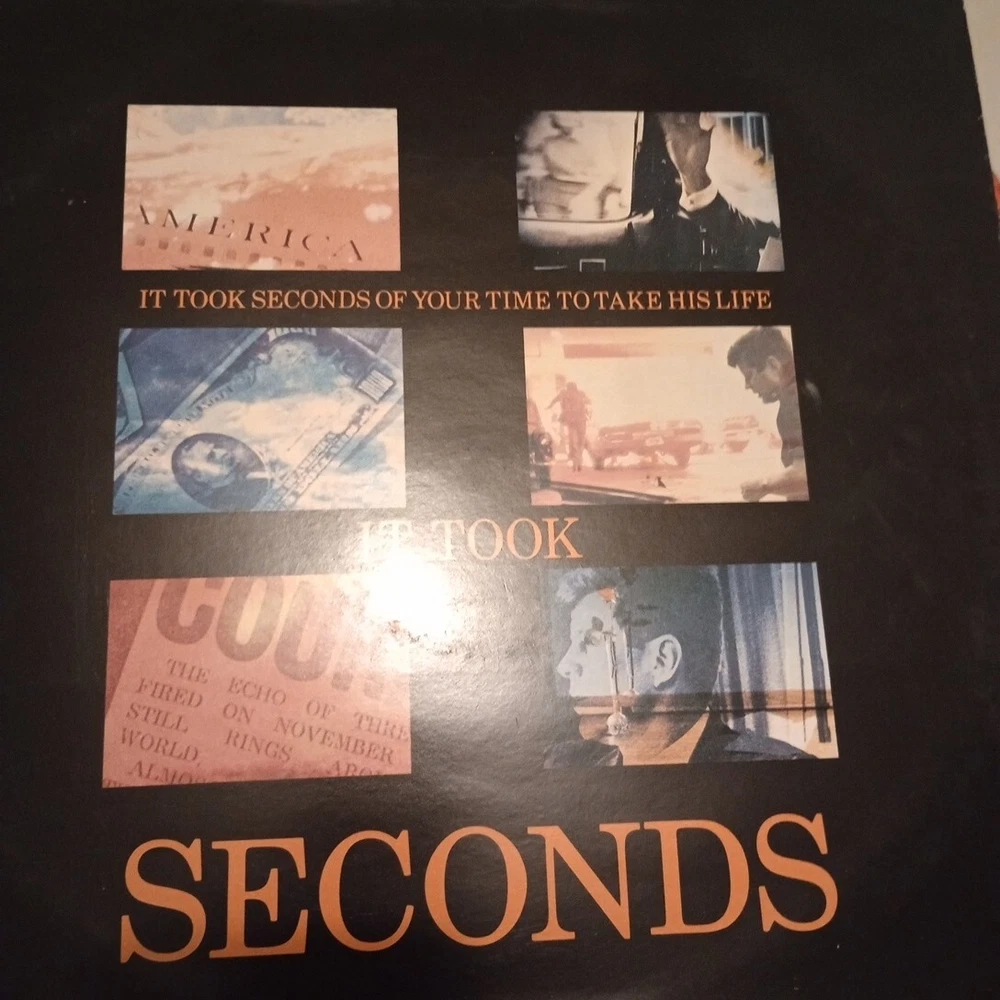 AMERICA
IT TOOK SECONDS OF YOUR TIME TO TAKE HIS LIFE
IT TOOK
THE ECHO OF
FIRED ON NOVEMBER
STILL RINGS
WORLD,
SECONDS